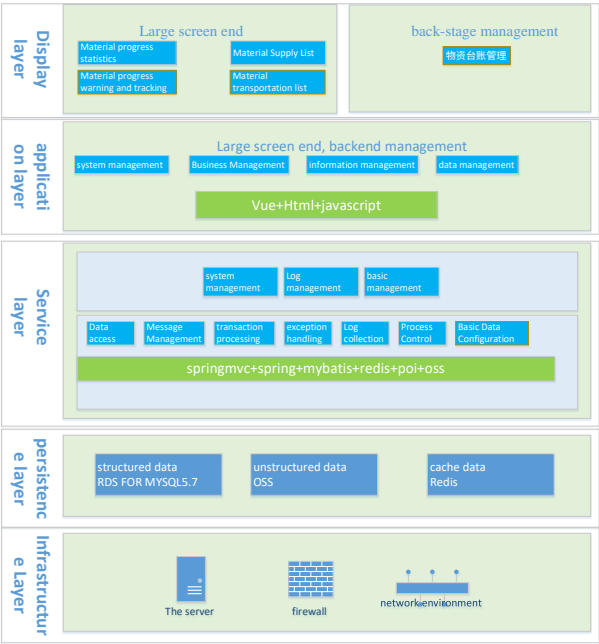 Display
layer
Large screen end
Material progress
statistics
Material Supply List
Material progress
warning and tracking
Material
transportation list
back-stage management
物资台账管理
applicati
on layer
Large screen end, backend management
system management
Business Management
information management
data management
Vue+Html+javascript
Service
layer
system
management
Log
management
basic
management
Data
access
Message
Management
transaction
processing
exception
handling
Log
collection
Process
Control
Basic Data
Configuration
springmvc+spring+mybatis+redis+poi+oss
persistenc
e layer
structured data
RDS FOR MYSQL5.7
unstructured data
OSS
cache data
Redis
Infrastructur
e Layer
The server
firewall
network environment